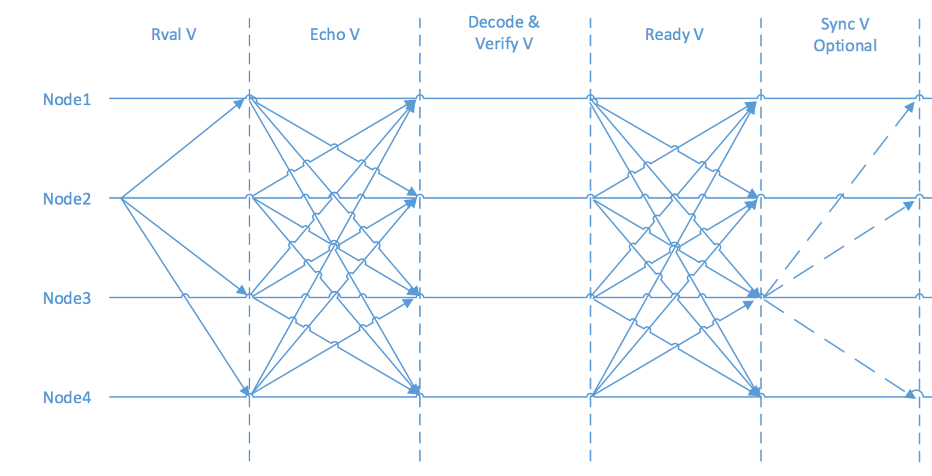 Rval V
Echo V
Decode &
Verify V
Ready V
Sync V
Optional
Node1
Node2
Node3
Node4